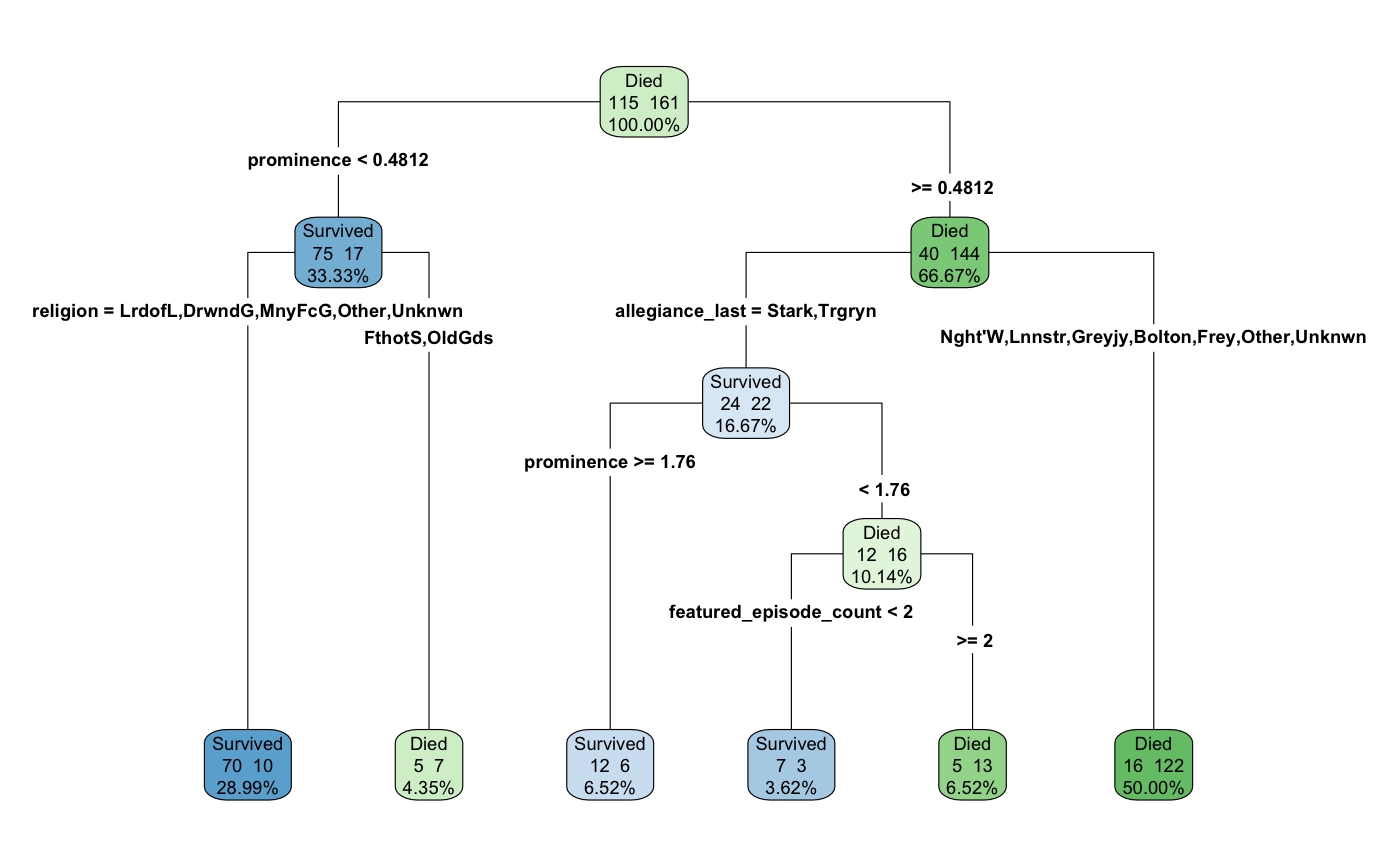 Died
115 161
100.00%
prominence < 0.4812
>= 0.4812
Survived
75 17
33.33%
Died
40 144
66.67%
religion = LrdofL,DrwndG,MnyFcG,Other,Unknwn
FthotS,OldGds
allegiance_last = Stark,Trgryn
Nght'W,Lnnstr,Greyjy,Bolton,Frey,Other,Unknwn
Survived
24 22
16.67%
prominence >= 1.76
< 1.76
Died
12 16
10.14%
featured_episode_count < 2
>= 2
Survived
70 10
28.99%
Died
5 7
4.35%
Survived
12 6
6.52%
Survived
7 3
3.62%
Died
5 13
6.52%
Died
16 122
50.00%